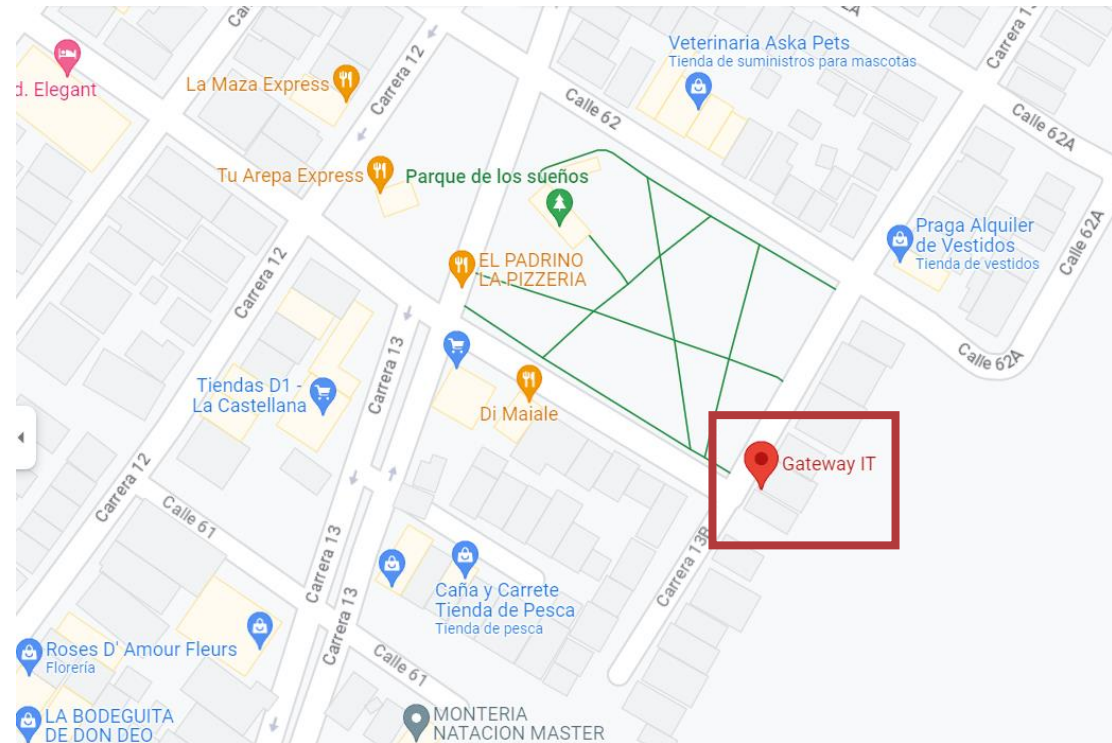 Carrera 12
Carrera 1
Veterinaria Aska Pets
Tienda de suministros para mascotas
d. Elegant
La Maza Express
Calle 62
Calle 62A
Tu Arepa Express
Parque de los sueños
Praga Alquiler
de Vestidos
Tienda de vestidos
Calle 62A
EL PADRINO
LA PIZZERIA
Carrera 12
Carrera 13
Calle 62A
Tiendas D1 -
La Castellana
Di Maiale
Gateway IT
Carrera 12
Calle 61
Carrera 13
Carrera 13B
Caña y Carrete
Tienda de Pesca
Tienda de pesca
Carrera 13
Roses D' Amour Fleurs
Florería
Calle 61
LA BODEGUITA
DE DON DEO
MONTERIA
NATACION MASTER